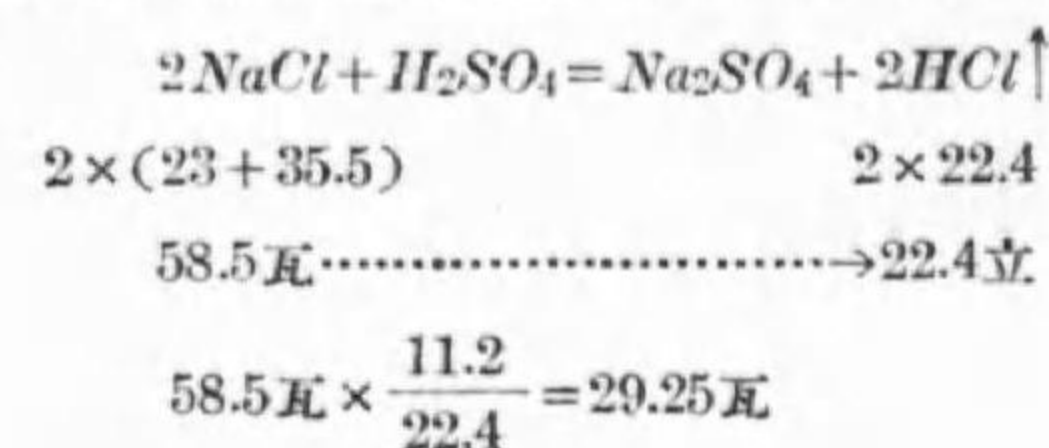 2NaCl+H₂SO₄=Na₂SO₄+2HCl↑
2×(23+35.5) 2×22.4
58.5瓦…………………………→22.4立
58.5瓦×11.2/22.4=29.25瓦